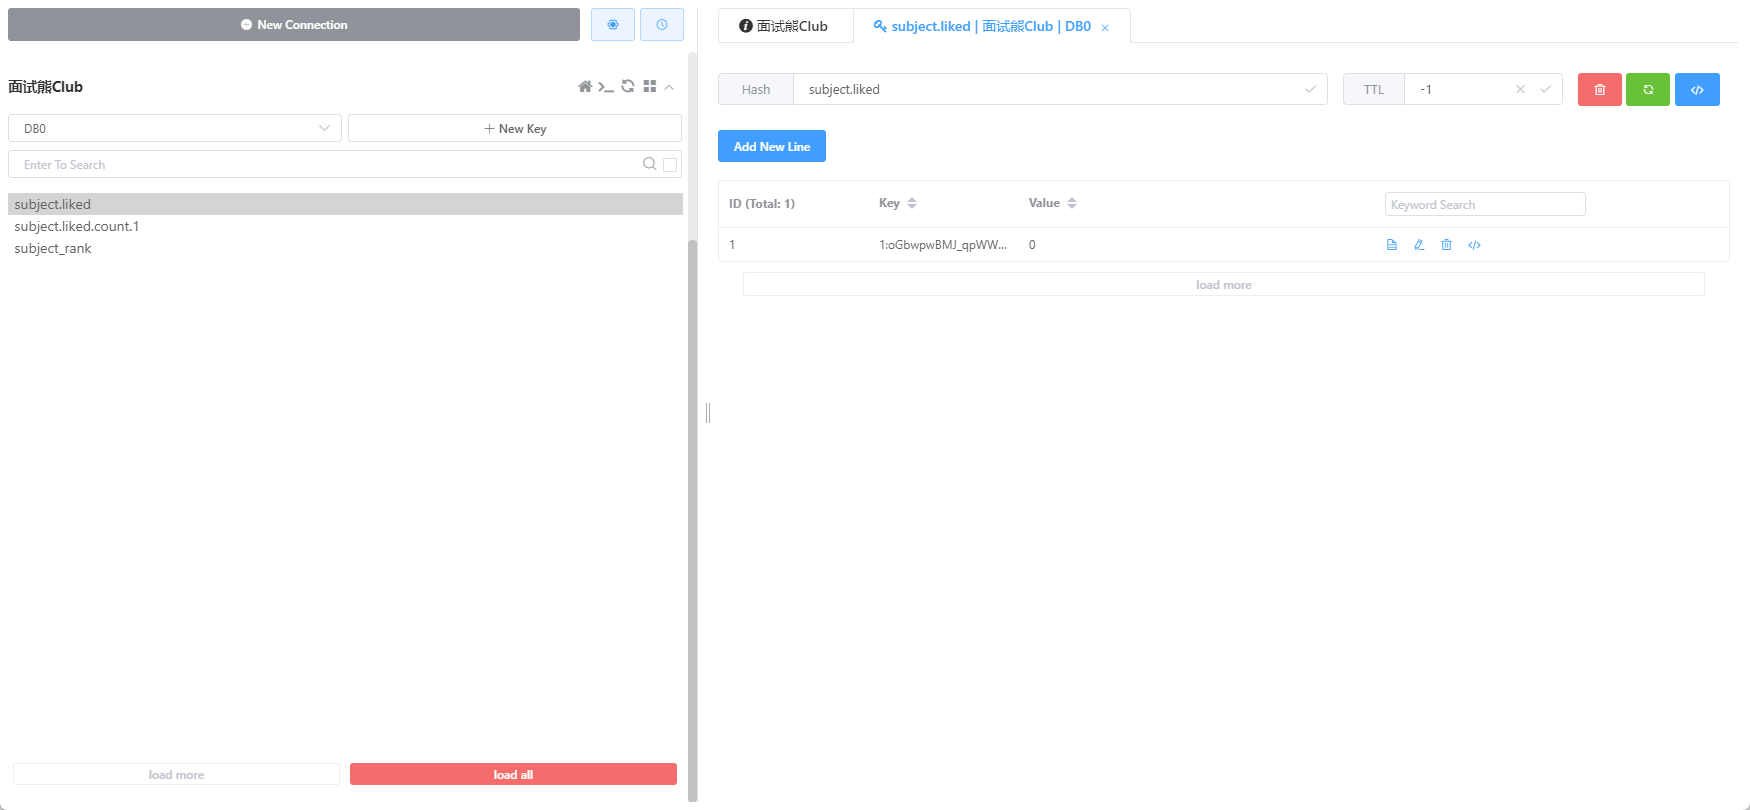 New Connection
面试熊Club
DB0
New Key
Enter To Search
subject.liked
subject.liked.count.1
subject_rank
load more
load all
面试熊Club
subject.liked | 面试熊Club | DB0
Hash
subject.liked
TTL
-1
Add New Line
ID (Total: 1)
Key
Value
Keyword Search
1
1:oGbwpwBMJ_qpWW...
0
load more